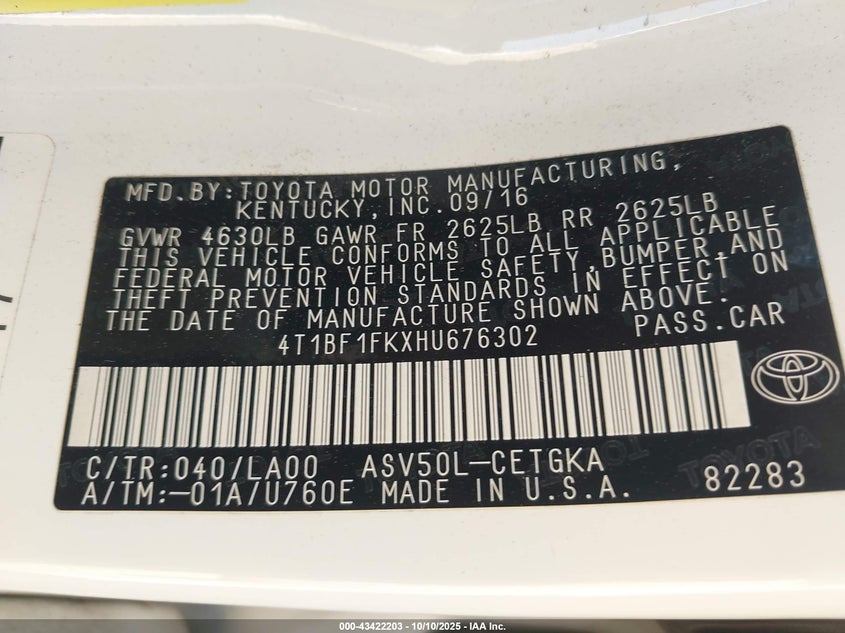 MFD.BY:TOYOTA MOTOR MANUFACTURING,
KENTUCKY,INC.09/16
GVWR 4630LB GAWR FR 2625LB RR 2625LB
THIS VEHICLE CONFORMS TO ALL APPLICABLE
FEDERAL MOTOR VEHICLE SAFETY,BUMPER,AND
THEFT PREVENTION STANDARDS IN EFFECT ON
THE DATE OF MANUFACTURE SHOWN ABOVE.
4T1BF1FKXHU676302 PASS.CAR
C/TR:040/LA00 ASV50L-CETGKA
A/TM:-01A/U760E MADE IN U.S.A. 82283
TOYOTA
TOYOTA
000-43422203 - 10/10/2025 - IAA Inc.